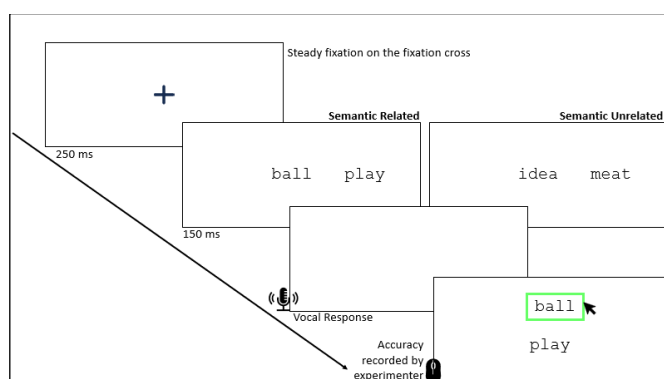 Steady fixation on the fixation cross
250 ms
Semantic Related
Semantic Unrelated
ball play
idea meat
150 ms
Vocal Response
ball
play
Accuracy
recorded by
experimenter